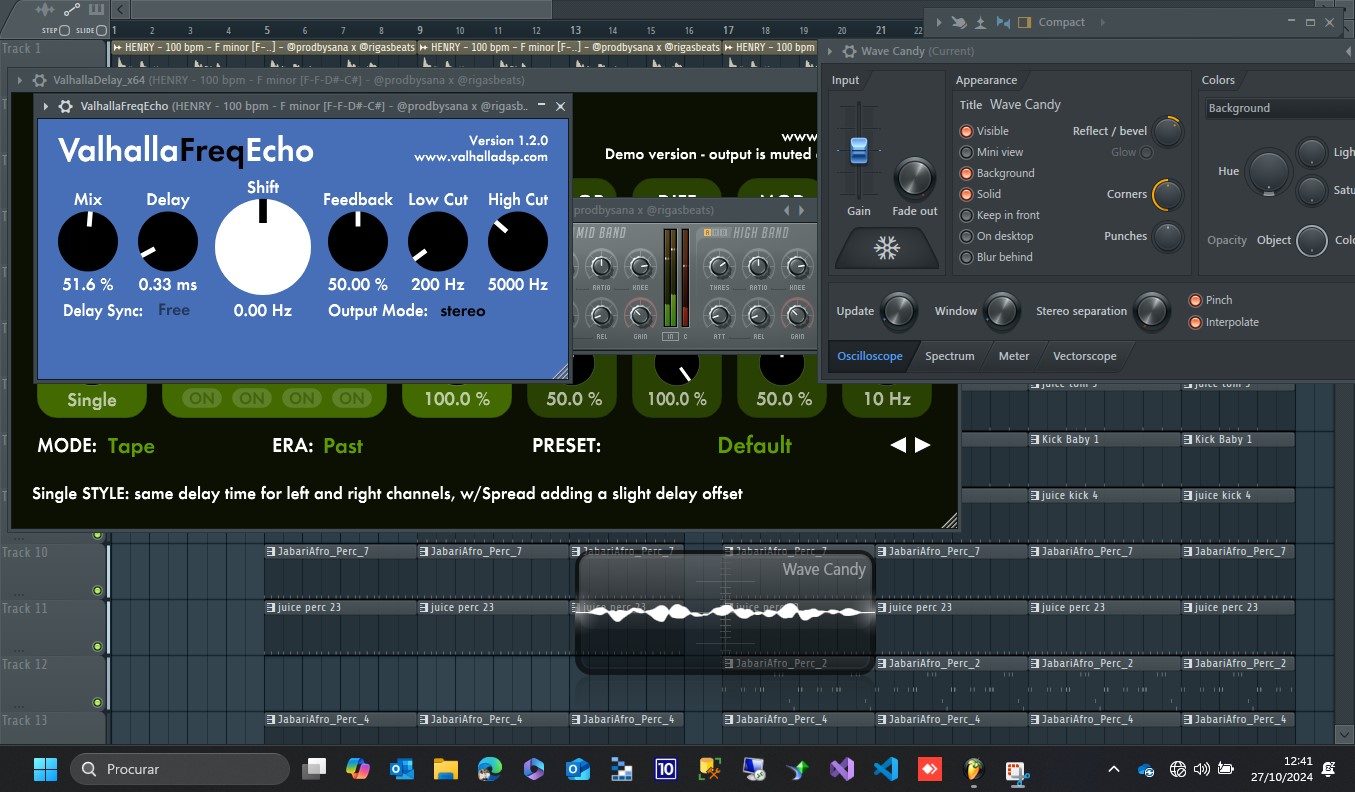 STEP SLIDE
1 2 3 4 5 6 7 8 9 10 11 12 13 14 15 16 17 18 19 20 21 22
Compact
Track 1
HENRY - 100 bpm - F minor [F-..] - @prodbysana x @rigasbeats
HENRY - 100 bpm - F minor [F-..] - @prodbysana x @rigasbeats
HENRY - 100 bpm
ValhallaDelay_x64 (HENRY - 100 bpm - F minor [F-F-D#-C#] - @prodbysana x @rigasbeats)
ValhallaFreqEcho (HENRY - 100 bpm - F minor [F-F-D#-C#] - @prodbysana x @rigasb..
ValhallaFreqEcho
Version 1.2.0
www.valhalladsp.com
Mix Delay Shift Feedback Low Cut High Cut
51.6 % 0.33 ms 0.00 Hz 50.00 % 200 Hz 5000 Hz
Delay Sync: Free
Output Mode: stereo
www.
Demo version - output is muted
prodbysana x @rigasbeats)
MID BAND
HIGH BAND
RATIO KNEE THRES RATIO KNEE
REL GAIN IN C ATT REL GAIN
Single
ON ON ON ON
100.0 % 50.0 % 100.0 % 50.0 % 10 Hz
MODE: Tape
ERA: Past
PRESET: Default
Single STYLE: same delay time for left and right channels, w/Spread adding a slight delay offset
Wave Candy (Current)
Input
Gain Fade out
Appearance
Title Wave Candy
Visible
Mini view
Background
Solid
Keep in front
On desktop
Blur behind
Reflect / bevel
Glow
Corners
Punches
Colors
Background
Hue
Opacity Object
Update Window Stereo separation
Pinch
Interpolate
Oscilloscope Spectrum Meter Vectorscope
Kick Baby 1 Kick Baby 1
juice kick 4 juice kick 4
Track 10
JabariAfro_Perc_7 JabariAfro_Perc_7 JabariAfro_Perc_7 JabariAfro_Perc_7 JabariAfro_Perc_7 JabariAfro_Perc_7 JabariAfro_Perc_7
Wave Candy
Track 11
juice perc 23 juice perc 23 juice perc 23 juice perc 23 juice perc 23 juice perc 23 juice perc 23
Track 12
JabariAfro_Perc_2 JabariAfro_Perc_2 JabariAfro_Perc_2 JabariAfro_Perc_2
Track 13
JabariAfro_Perc_4 JabariAfro_Perc_4 JabariAfro_Perc_4 JabariAfro_Perc_4 JabariAfro_Perc_4 JabariAfro_Perc_4 JabariAfro_Perc_4
Procurar
10
12:41
27/10/2024